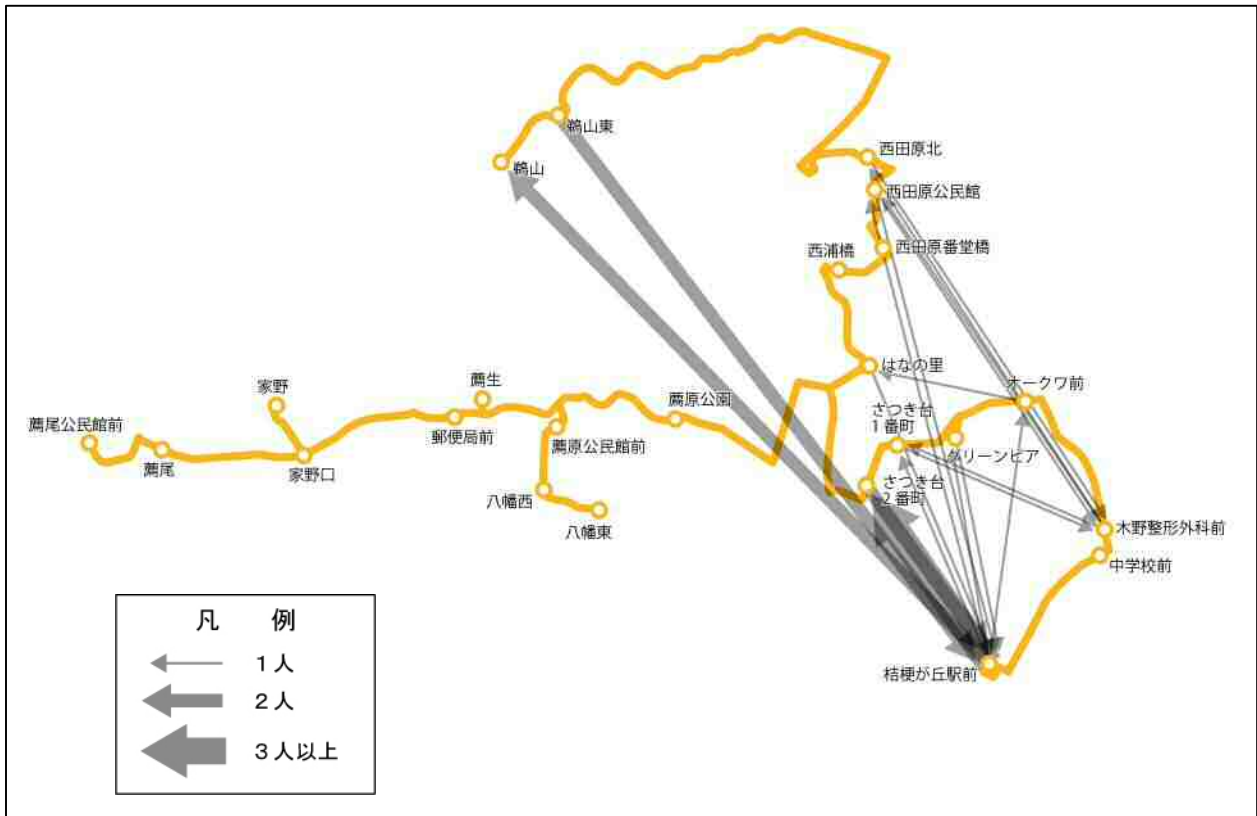 鵜山東
鵜山
西田原北
西田原公民館
西田原番堂橋
西浦橋
はなの里
オークワ前
さつき台
1番町
グリーンピア
さつき台
2番町
木野整形外科前
中学校前
桔梗が丘駅前
薦原公園
薦生
郵便局前
薦原公民館前
八幡西
八幡東
家野
家野口
薦尾公民館前
薦尾
凡　例
1人
2人
3人以上